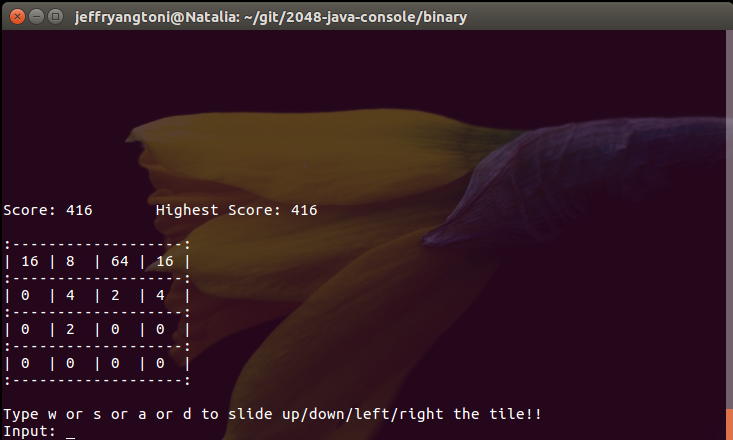 jeffryangtoni@Natalia: ~/git/2048-java-console/binary
Score: 416       Highest Score: 416
:-------------------:
| 16 | 8  | 64 | 16 |
:-------------------:
| 0  | 4  | 2  | 4  |
:-------------------:
| 0  | 2  | 0  | 0  |
:-------------------:
| 0  | 0  | 0  | 0  |
:-------------------:
Type w or s or a or d to slide up/down/left/right the tile!!
Input: _